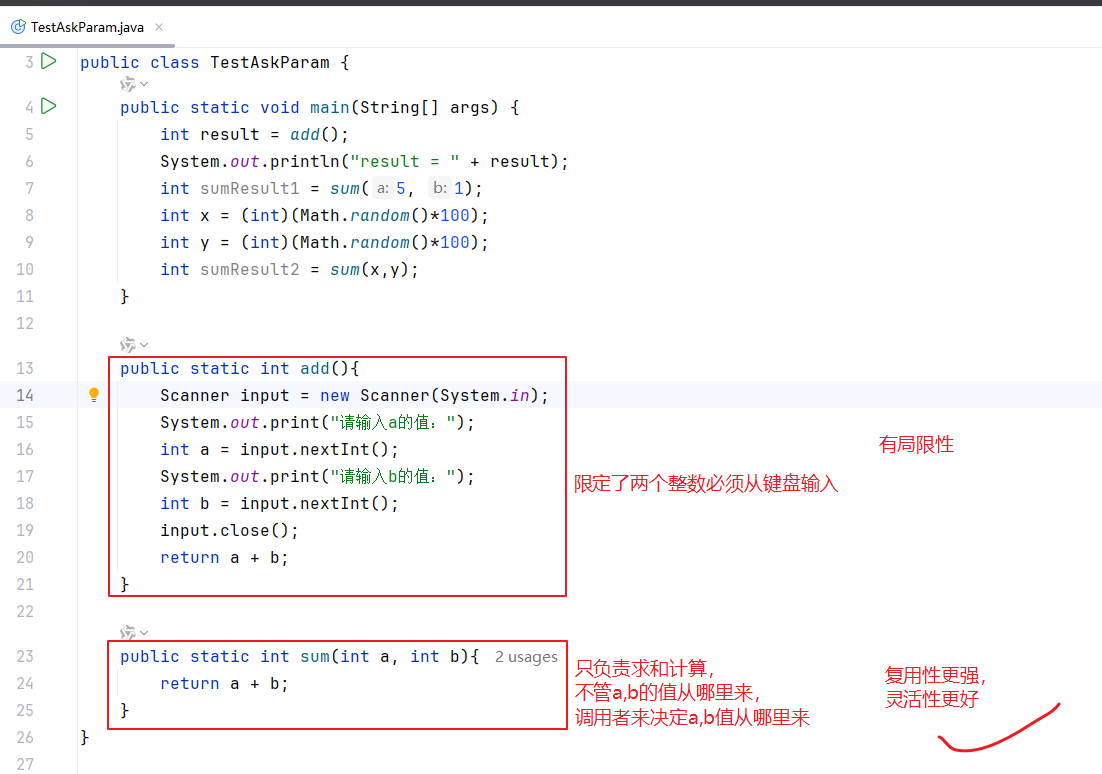 TestAskParam.java ×
3 public class TestAskParam {
4 public static void main(String[] args) {
5 int result = add();
6 System.out.println("result = " + result);
7 int sumResult1 = sum( a: 5, b: 1);
8 int x = (int)(Math.random()*100);
9 int y = (int)(Math.random()*100);
10 int sumResult2 = sum(x,y);
11 }
12
13 public static int add(){
14 Scanner input = new Scanner(System.in);
15 System.out.print("请输入a的值：");
16 int a = input.nextInt();
17 System.out.print("请输入b的值：");
18 int b = input.nextInt();
19 input.close();
20 return a + b;
21 }
22
限定了两个整数必须从键盘输入
有局限性
23 public static int sum(int a, int b){ 2 usages
24 return a + b;
25 }
26 }
27
只负责求和计算，
不管a,b的值从哪里来，
调用者来决定a,b值从哪里来
复用性更强，
灵活性更好